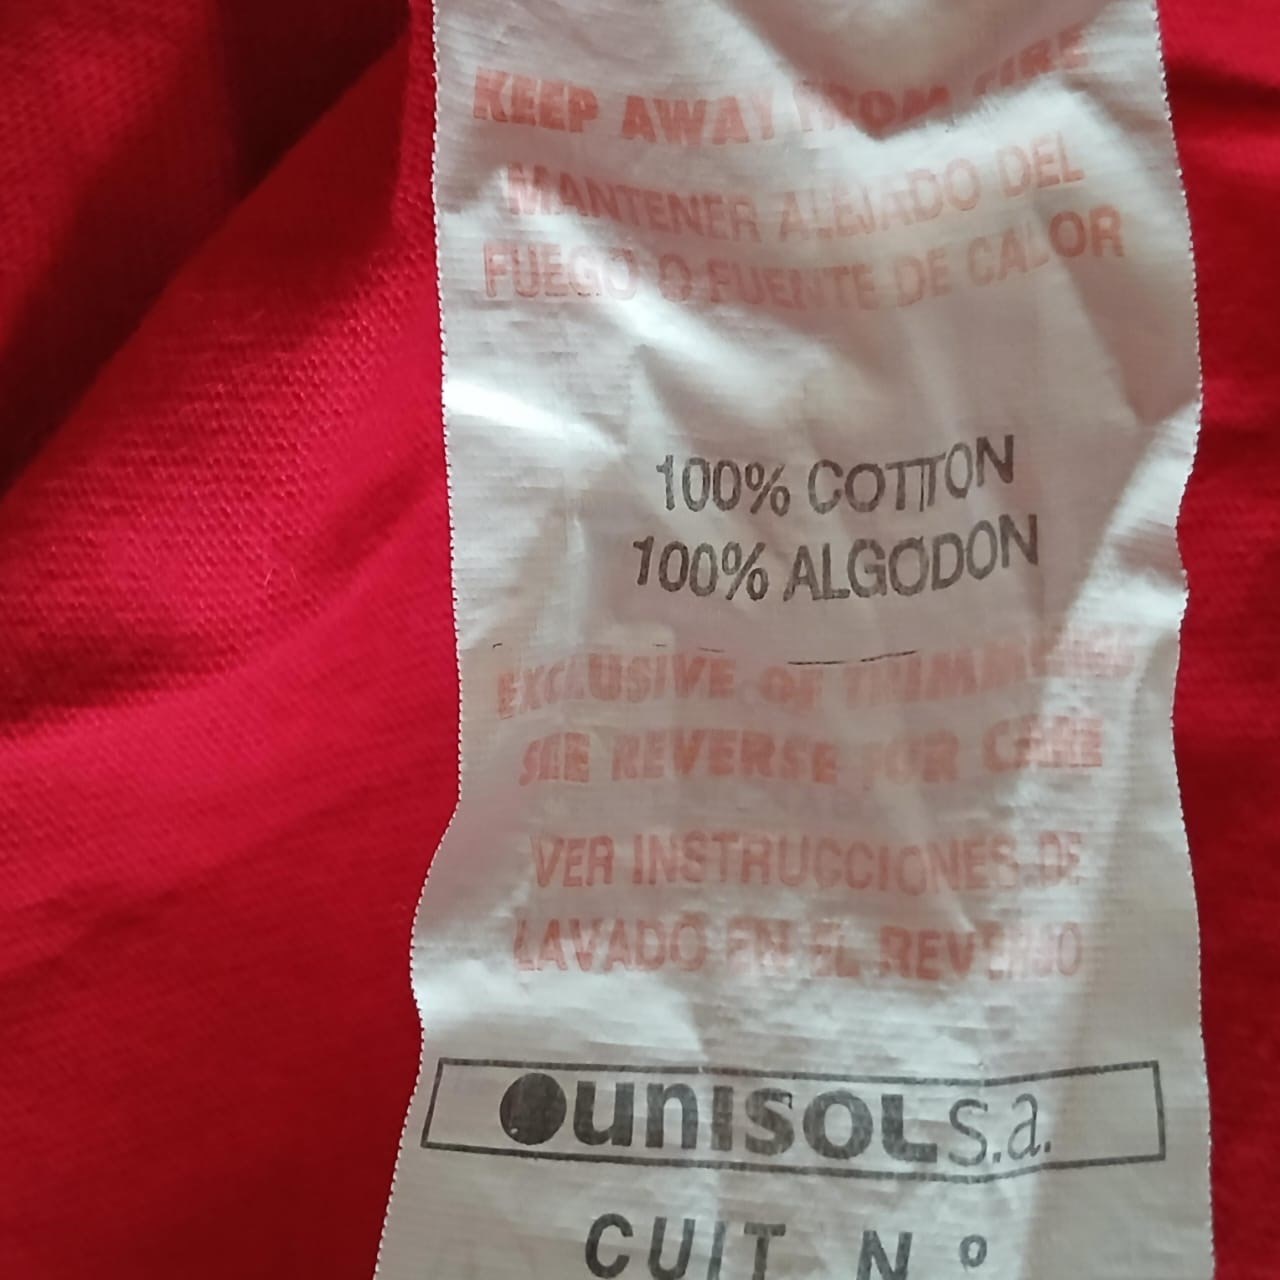 KEEP AWAY FROM FIRE
MANTENER ALEJADO DEL
FUEGO O FUENTE DE CALOR
100% COTTON
100% ALGODON
EXCLUSIVE OF
SEE REVERSE FOR CARE
VER INSTRUCCIONES DE
LAVADO EN EL REVERSO
unisol s.a.
CUIT Nº